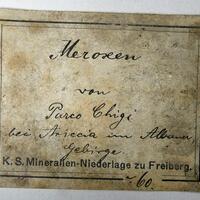 Meroxen
von
Parco Chigi
bei Ariccia im Albaner
Gebirge.
K. S. Mineralien-Niederlage zu Freiberg.
60.